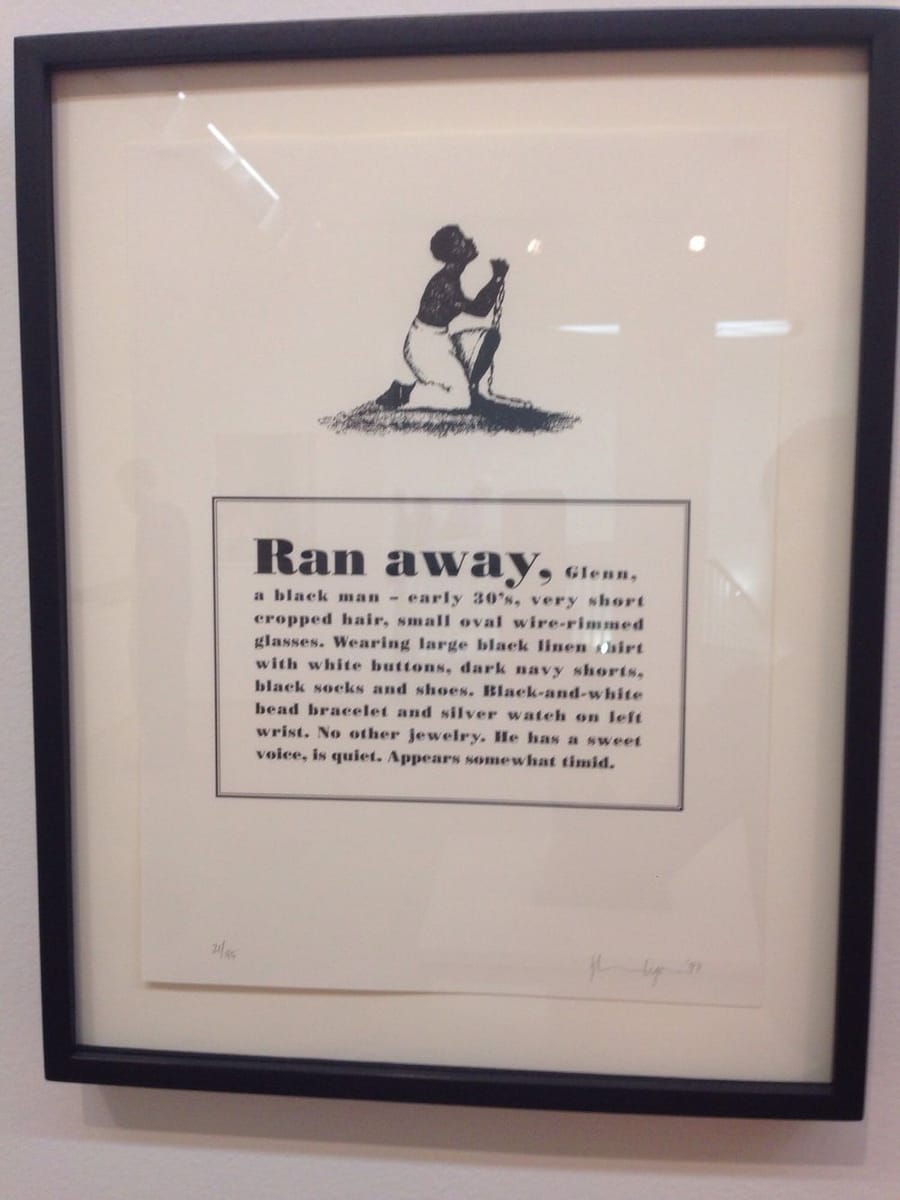 Ran away, Glenn,
a black man – early 30's, very short
cropped hair, small oval wire-rimmed
glasses. Wearing large black linen shirt
with white buttons, dark navy shorts,
black socks and shoes. Black-and-white
bead bracelet and silver watch on left
wrist. No other jewelry. He has a sweet
voice, is quiet. Appears somewhat timid.
'93